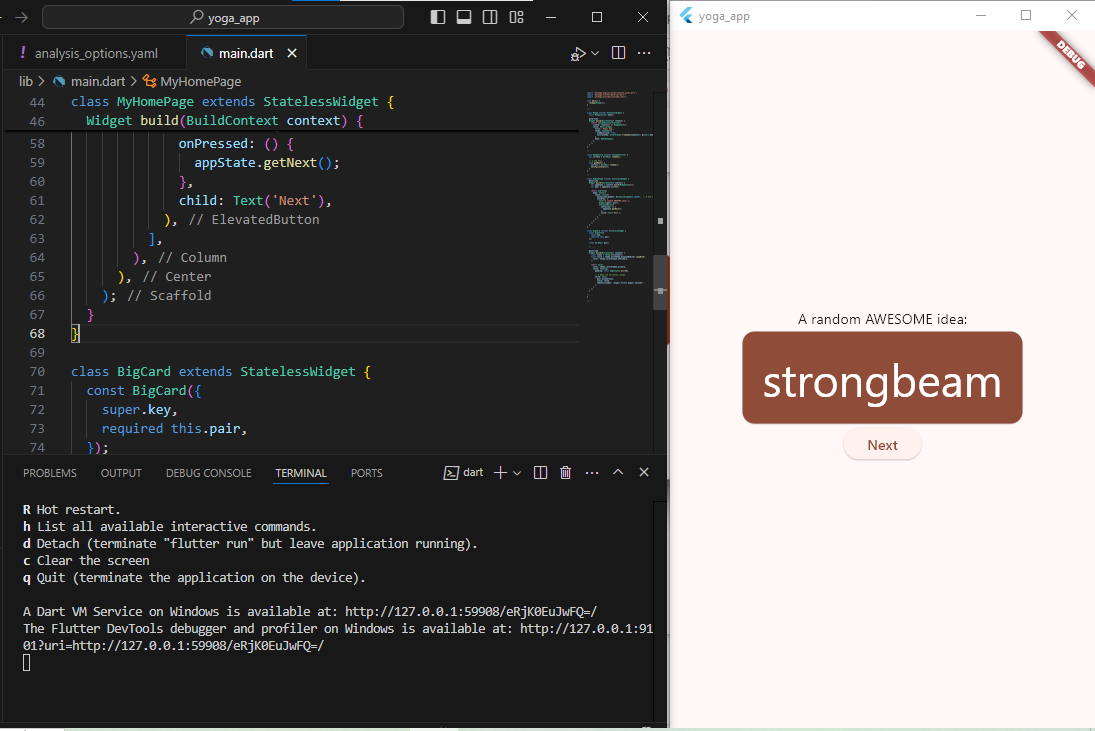 yoga_app
analysis_options.yaml
main.dart
lib > main.dart > MyHomePage
44 class MyHomePage extends StatelessWidget {
46 Widget build(BuildContext context) {
58 onPressed: () {
59 appState.getNext();
60 },
61 child: Text('Next'),
62 ), // ElevatedButton
63 ],
64 ), // Column
65 ), // Center
66 ); // Scaffold
67 }
68 }
69
70 class BigCard extends StatelessWidget {
71 const BigCard({
72 super.key,
73 required this.pair,
74 });
PROBLEMS OUTPUT DEBUG CONSOLE TERMINAL PORTS
dart
R Hot restart.
h List all available interactive commands.
d Detach (terminate "flutter run" but leave application running).
c Clear the screen
q Quit (terminate the application on the device).
A Dart VM Service on Windows is available at: http://127.0.0.1:59908/eRjK0EuJwFQ=/
The Flutter DevTools debugger and profiler on Windows is available at: http://127.0.0.1:91
01?uri=http://127.0.0.1:59908/eRjK0EuJwFQ=/
yoga_app
DEBUG
A random AWESOME idea:
strongbeam
Next